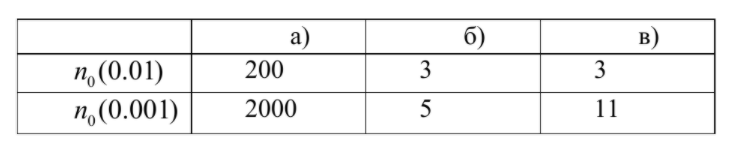 а) б) в)
n₀(0.01) 200 3 3
n₀(0.001) 2000 5 11